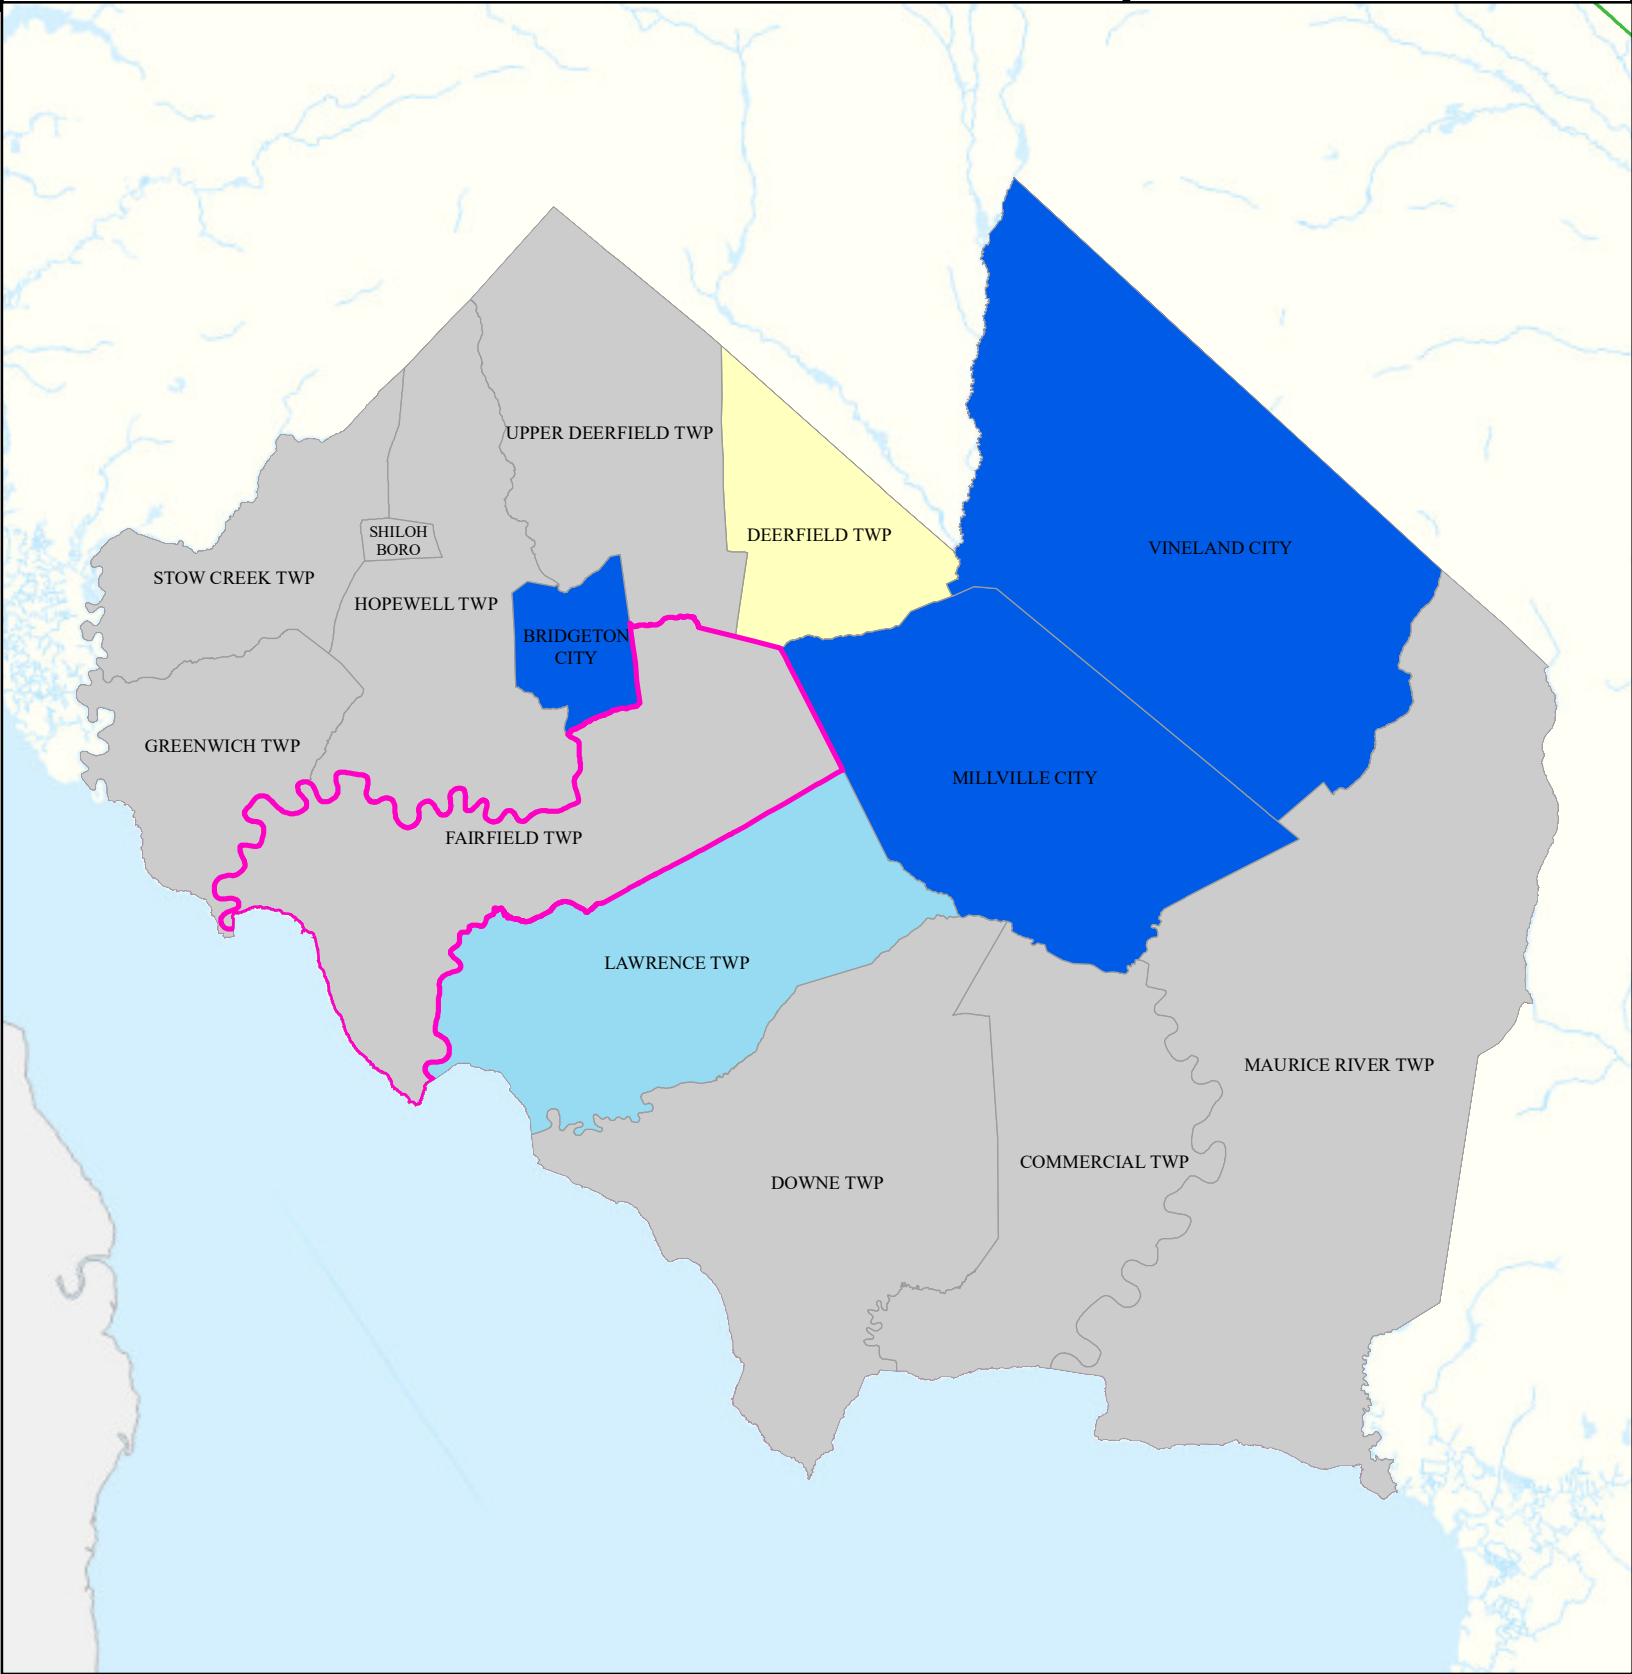 UPPER DEERFIELD TWP
SHILOH
BORO
DEERFIELD TWP
VINELAND CITY
STOW CREEK TWP
HOPEWELL TWP
BRIDGETON
CITY
GREENWICH TWP
MILLVILLE CITY
FAIRFIELD TWP
LAWRENCE TWP
MAURICE RIVER TWP
COMMERCIAL TWP
DOWNE TWP